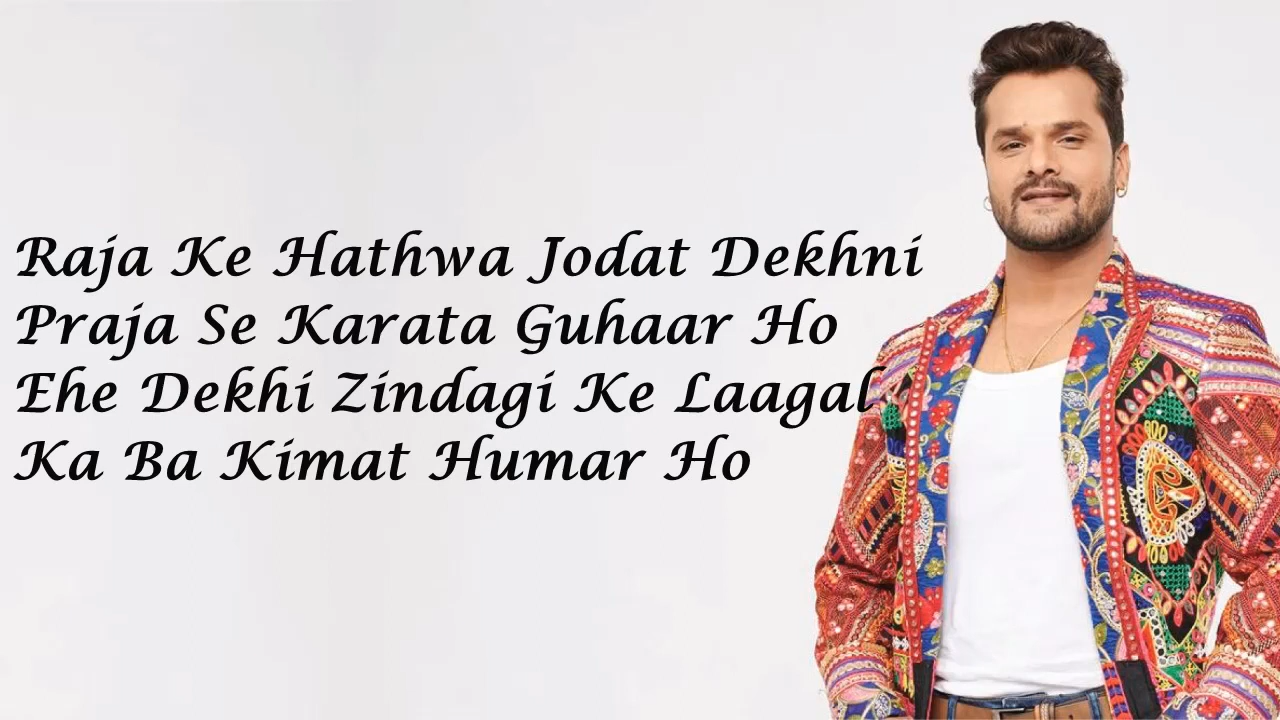 Raja Ke Hathwa Jodat Dekhni
Praja Se Karata Guhaar Ho
Ehe Dekhi Zindagi Ke Laagal
Ka Ba Kimat Humar Ho